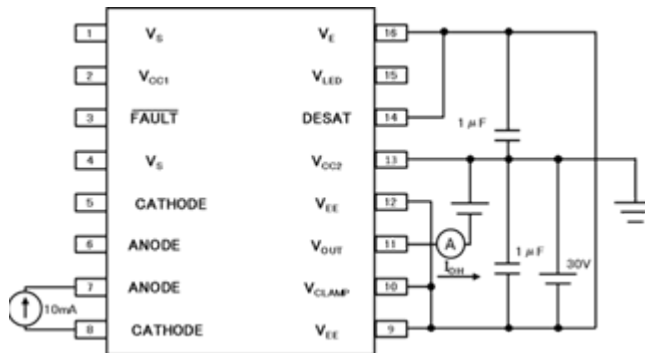 1 V_S V_E 16
2 V_CC1 V_LED 15
3 FAULT DESAT 14
1 μF
4 V_S V_CC2 13
5 CATHODE V_EE 12
6 ANODE V_OUT 11 A
I_OH 1 μF 30V
7 ANODE V_CLAMP 10
10mA
8 CATHODE V_EE 9